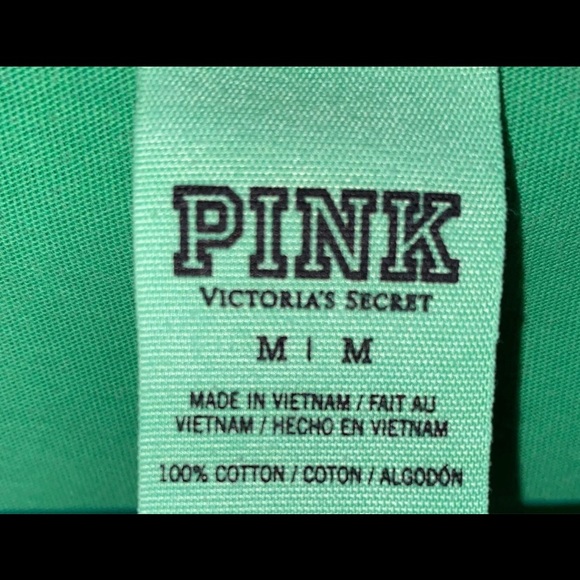 PINK
VICTORIA'S SECRET
M | M
MADE IN VIETNAM / FAIT AU
VIETNAM / HECHO EN VIETNAM
100% COTTON / COTON / ALGODÓN